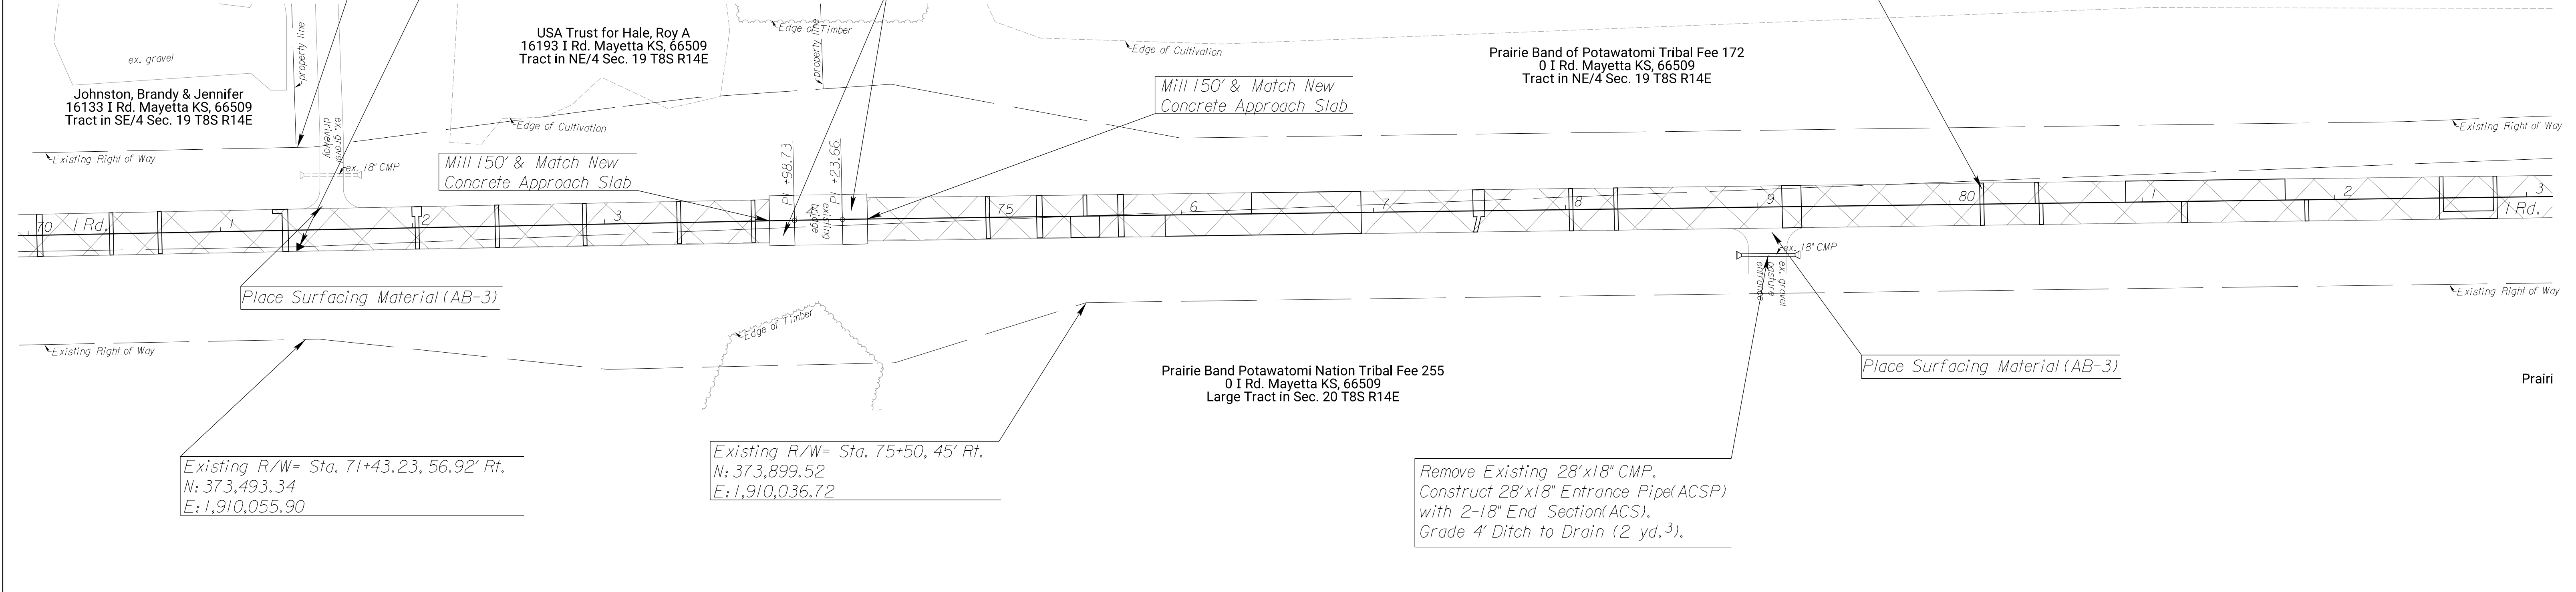 property line
ex. gravel
USA Trust for Hale, Roy A
16193 I Rd. Mayetta KS, 66509
Tract in NE/4 Sec. 19 T8S R14E
Edge of Timber
property line
Edge of Cultivation
Prairie Band of Potawatomi Tribal Fee 172
0 I Rd. Mayetta KS, 66509
Tract in NE/4 Sec. 19 T8S R14E
Johnston, Brandy & Jennifer
16133 I Rd. Mayetta KS, 66509
Tract in SE/4 Sec. 19 T8S R14E
Mill 150' & Match New
Concrete Approach Slab
ex. gravel
driveway
Edge of Cultivation
Existing Right of Way
Existing Right of Way
ex. 18" CMP
Mill 150' & Match New
Concrete Approach Slab
PI +98.73
PI +23.66
existing
bridge
70 I Rd. 1 2 3 4 75 6 7 8 9 80 1 2 3
I Rd.
ex. 18" CMP
ex. gravel
pasture
entrance
Place Surfacing Material (AB-3)
Existing Right of Way
Edge of Timber
Existing Right of Way
Place Surfacing Material (AB-3)
Prairie Band Potawatomi Nation Tribal Fee 255
0 I Rd. Mayetta KS, 66509
Large Tract in Sec. 20 T8S R14E
Prairi
Existing R/W= Sta. 71+43.23, 56.92' Rt.
N: 373,493.34
E: 1,910,055.90
Existing R/W= Sta. 75+50, 45' Rt.
N: 373,899.52
E: 1,910,036.72
Remove Existing 28'x18" CMP.
Construct 28'x18" Entrance Pipe(ACSP)
with 2-18" End Section(ACS).
Grade 4' Ditch to Drain (2 yd.³).